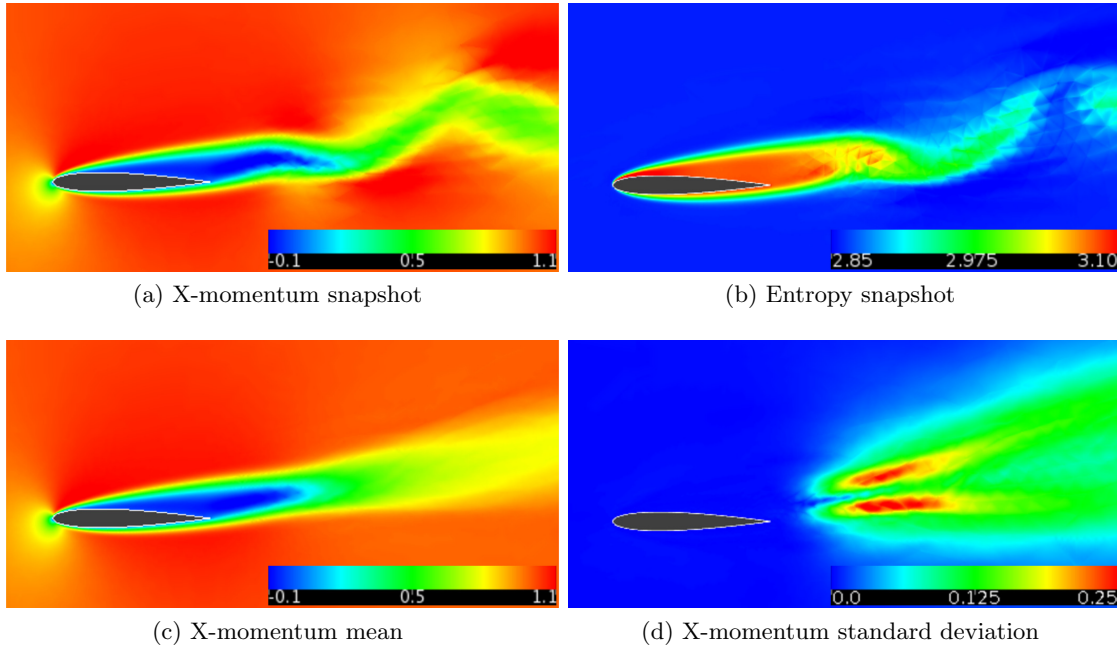 -0.1 0.5 1.1
2.85 2.975 3.10
(a) X-momentum snapshot
(b) Entropy snapshot
-0.1 0.5 1.1
0.0 0.125 0.25
(c) X-momentum mean
(d) X-momentum standard deviation